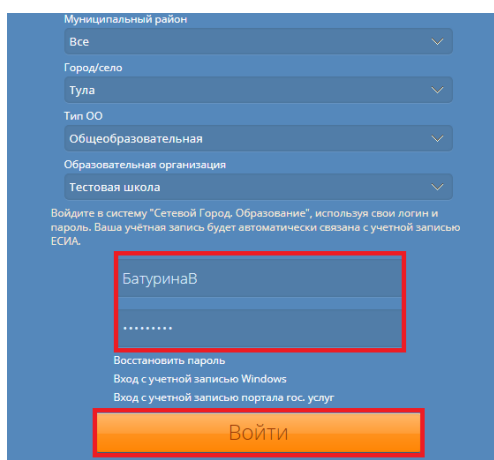 Муниципальный район
Все
Город/село
Тула
Тип ОО
Общеобразовательная
Образовательная организация
Тестовая школа
Войдите в систему "Сетевой Город. Образование", используя свои логин и
пароль. Ваша учётная запись будет автоматически связана с учетной записью
ЕСИА.
БатуринаВ
•••••••••
Восстановить пароль
Вход с учетной записью Windows
Вход с учетной записью портала гос. услуг
Войти